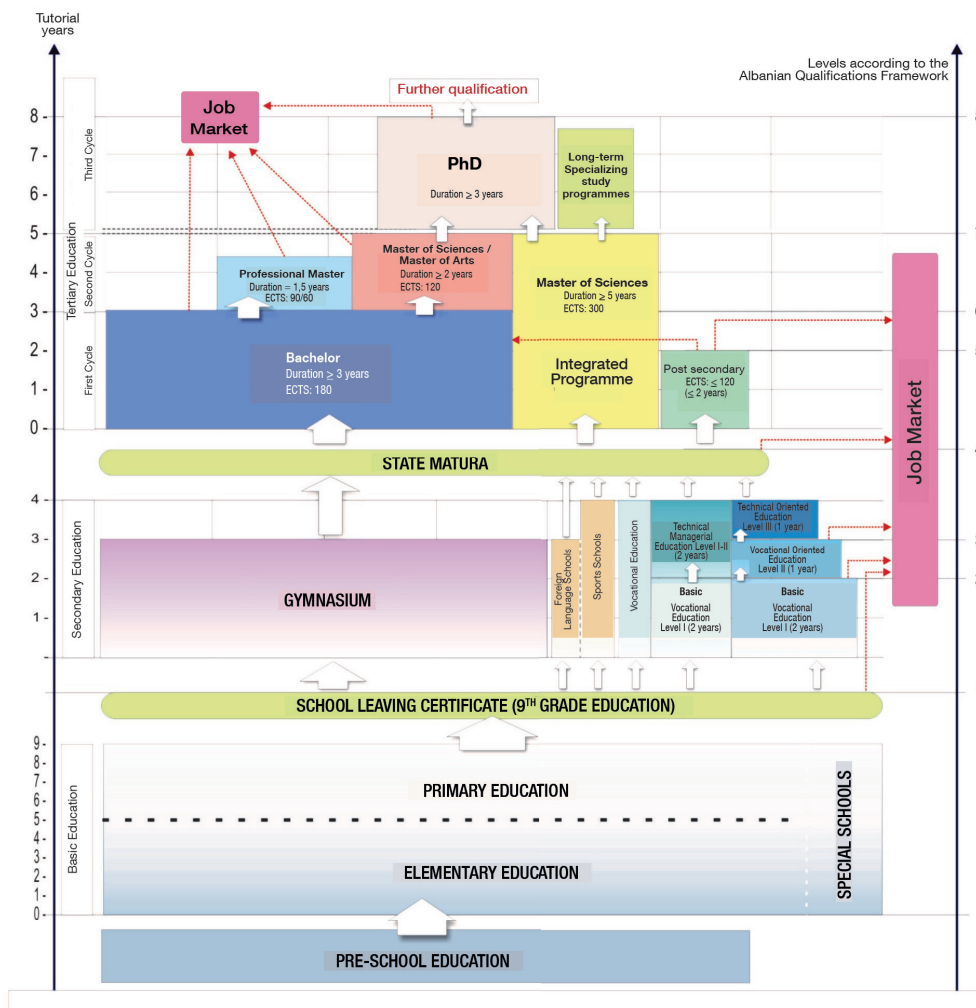 Tutorial
years
Levels according to the
Albanian Qualifications Framework
Further qualification
Job
Market
8 -
7 -
6 -
5 -
4 -
3 -
2 -
1 -
0 -
Tertiary Education
Third Cycle
Second Cycle
First Cycle
PhD
Duration ≥ 3 years
Long-term
Specializing
study
programmes
Professional Master
Duration = 1,5 years
ECTS: 90/60
Master of Sciences /
Master of Arts
Duration ≥ 2 years
ECTS: 120
Master of Sciences
Duration ≥ 5 years
ECTS: 300
Integrated
Programme
Bachelor
Duration ≥ 3 years
ECTS: 180
Post secondary
ECTS: ≤ 120
(≤ 2 years)
Job Market
STATE MATURA
4 -
3 -
2 -
1 -
-
Secondary Education
GYMNASIUM
Foreign
Language Schools
Sports Schools
Vocational Education
Technical
Managerial
Education Level I-II
(2 years)
Basic
Vocational
Education
Level I (2 years)
Technical Oriented
Education
Level III (1 year)
Vocational Oriented
Education
Level II (1 year)
Basic
Vocational
Education
Level I (2 years)
SCHOOL LEAVING CERTIFICATE (9TH GRADE EDUCATION)
9 -
8 -
7 -
6 -
5 -
4 -
3 -
2 -
1 -
0 -
Basic Education
PRIMARY EDUCATION
ELEMENTARY EDUCATION
SPECIAL SCHOOLS
PRE-SCHOOL EDUCATION